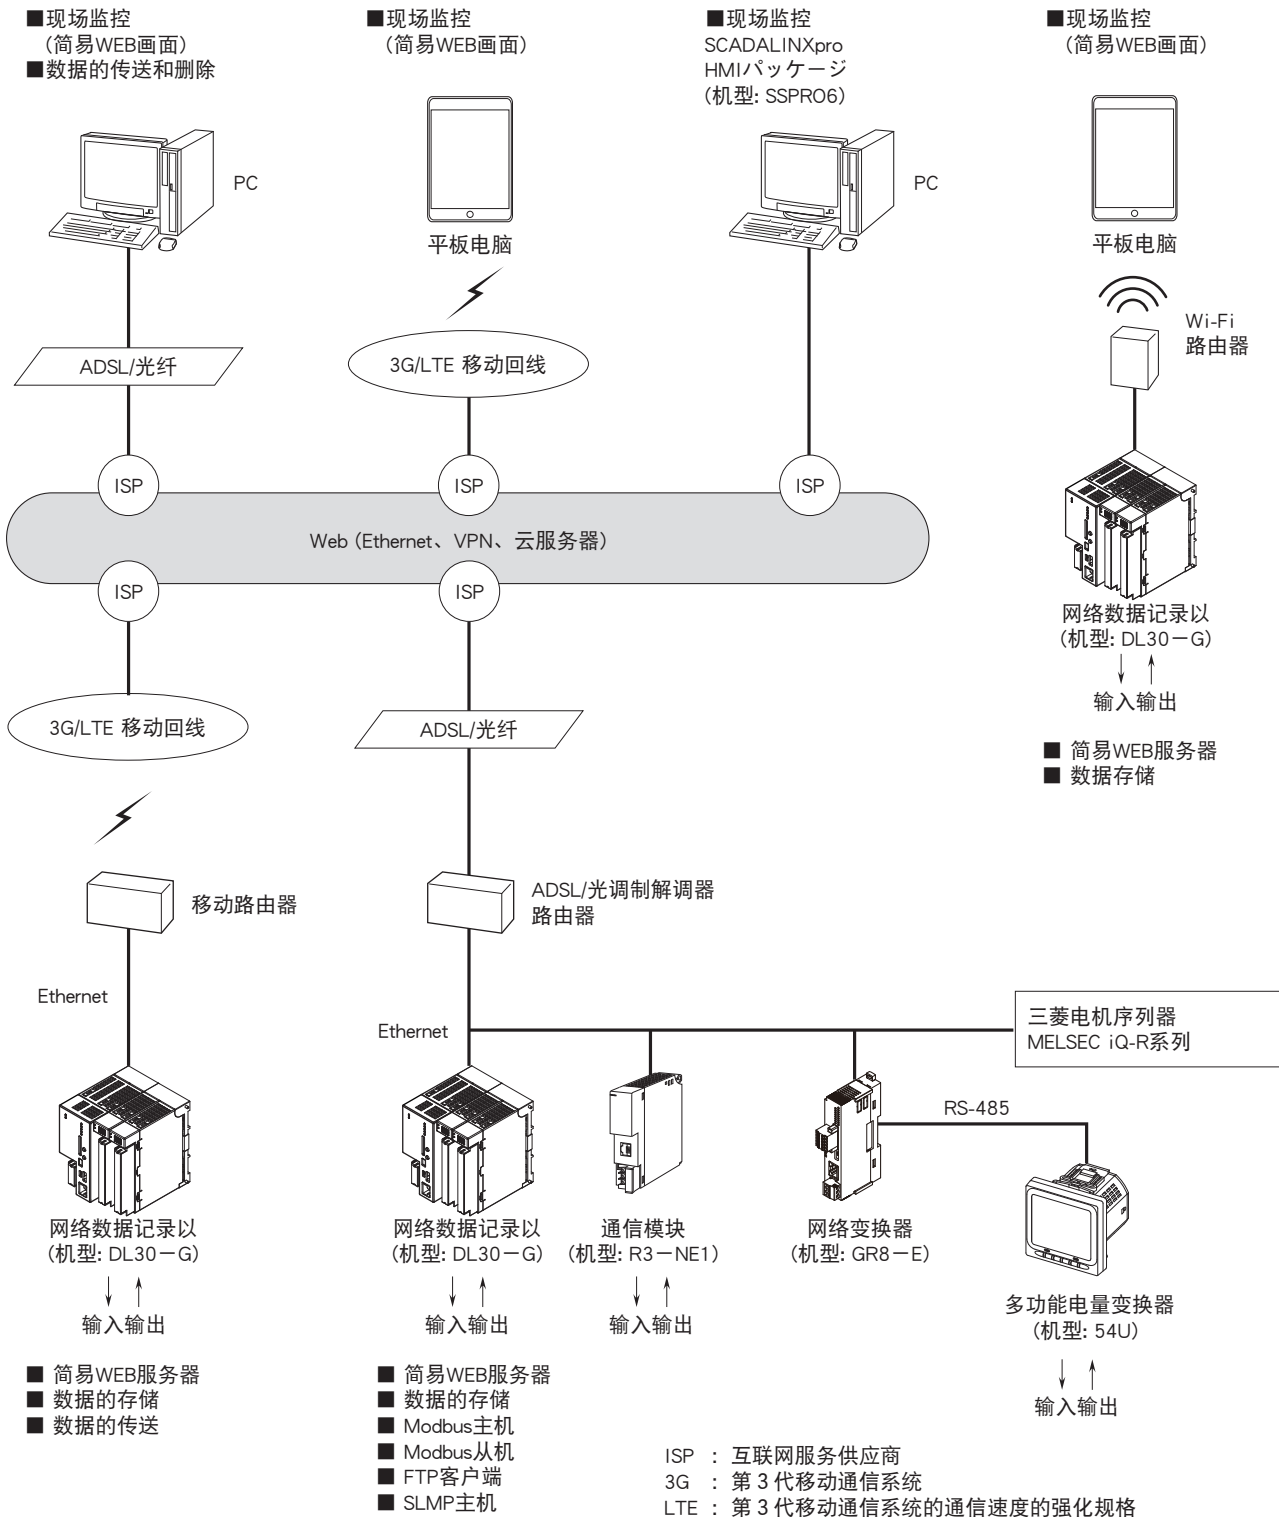 ■现场监控
(简易WEB画面)
■数据的传送和删除
■现场监控
(简易WEB画面)
■现场监控
SCADALINXpro
HMIパッケージ
(机型: SSPRO6)
■现场监控
(简易WEB画面)
PC
平板电脑
PC
平板电脑
Wi-Fi
路由器
ADSL/光纤
3G/LTE 移动回线
ISP
ISP
ISP
Web (Ethernet、VPN、云服务器)
ISP
ISP
网络数据记录以
(机型: DL30－G)
输入输出
■ 简易WEB服务器
■ 数据存储
3G/LTE 移动回线
ADSL/光纤
移动路由器
ADSL/光调制解调器
路由器
Ethernet
Ethernet
三菱电机序列器
MELSEC iQ-R系列
RS-485
网络数据记录以
(机型: DL30－G)
输入输出
网络数据记录以
(机型: DL30－G)
输入输出
通信模块
(机型: R3－NE1)
输入输出
网络变换器
(机型: GR8－E)
多功能电量变换器
(机型: 54U)
输入输出
■ 简易WEB服务器
■ 数据的存储
■ 数据的传送
■ 简易WEB服务器
■ 数据的存储
■ Modbus主机
■ Modbus从机
■ FTP客户端
■ SLMP主机
ISP : 互联网服务供应商
3G : 第３代移动通信系统
LTE : 第３代移动通信系统的通信速度的强化规格